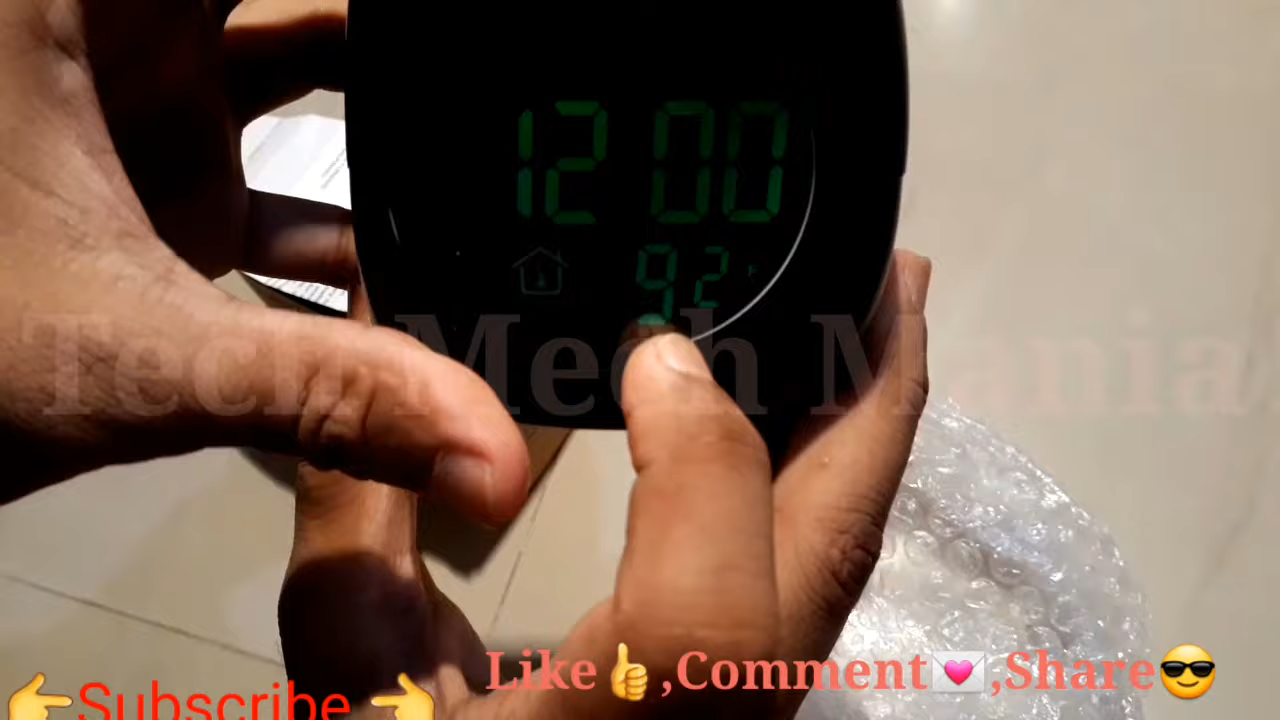 12 00
92 F
Tech Mech Mania
Like👍,Comment💌,Share😎
👉Subscribe👈